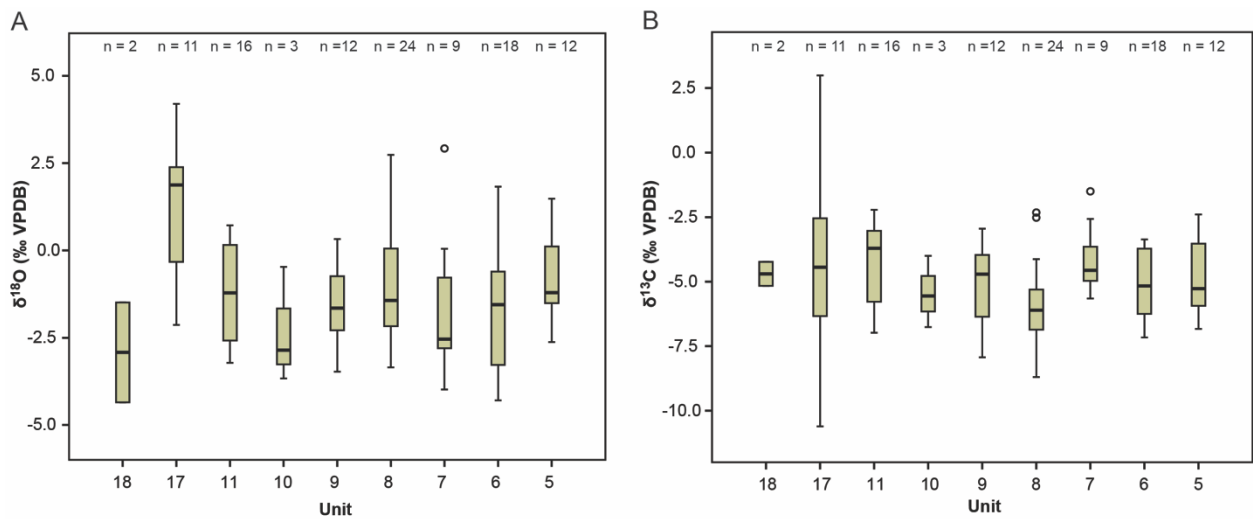 A
n = 2 n = 11 n = 16 n = 3 n =12 n = 24 n = 9 n =18 n = 12
5.0
2.5
0.0
-2.5
-5.0
δ¹⁸O (‰ VPDB)
18 17 11 10 9 8 7 6 5
Unit
B
n = 2 n = 11 n = 16 n = 3 n =12 n = 24 n = 9 n =18 n = 12
2.5
0.0
-2.5
-5.0
-7.5
-10.0
δ¹³C (‰ VPDB)
18 17 11 10 9 8 7 6 5
Unit